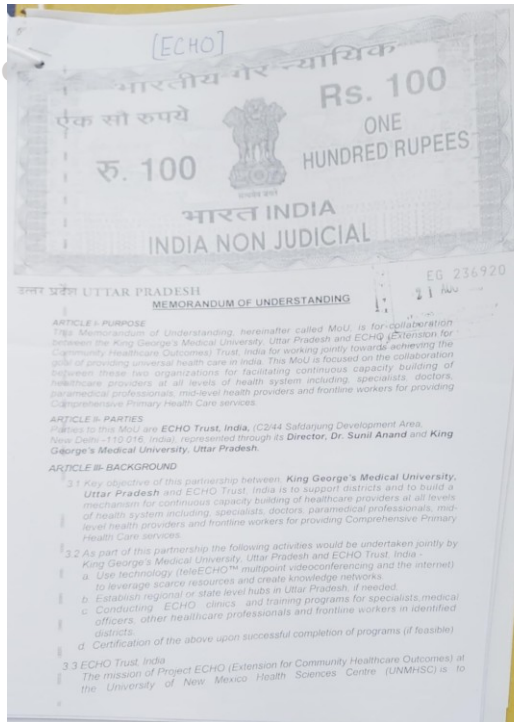 [ECHO]
भारतीय गैर न्यायिक
एक सौ रुपये
Rs. 100
रु. 100
ONE
HUNDRED RUPEES
सत्यमेव जयते
भारत INDIA
INDIA NON JUDICIAL
उत्तर प्रदेश UTTAR PRADESH
EG 236920
21
MEMORANDUM OF UNDERSTANDING
ARTICLE I- PURPOSE
This Memorandum of Understanding, hereinafter called MoU, is for collaboration
between the King George's Medical University, Uttar Pradesh and ECHO (Extension for
Community Healthcare Outcomes) Trust, India for working jointly towards achieving the
goal of providing universal health care in India. This MoU is focused on the collaboration
between these two organizations for facilitating continuous capacity building of
healthcare providers at all levels of health system including, specialists, doctors,
paramedical professionals, mid-level health providers and frontline workers for providing
Comprehensive Primary Health Care services.
ARTICLE II- PARTIES
Parties to this MoU are ECHO Trust, India, (C2/44 Safdarjung Development Area,
New Delhi -110 016, India), represented through its Director, Dr. Sunil Anand and King
George's Medical University, Uttar Pradesh.
ARTICLE III- BACKGROUND
3.1 Key objective of this partnership between, King George's Medical University,
Uttar Pradesh and ECHO Trust, India is to support districts and to build a
mechanism for continuous capacity building of healthcare providers at all levels
of health system including, specialists, doctors, paramedical professionals, mid-
level health providers and frontline workers for providing Comprehensive Primary
Health Care services.
3.2 As part of this partnership the following activities would be undertaken jointly by
King George's Medical University, Uttar Pradesh and ECHO Trust, India -
a. Use technology (teleECHO™ multipoint videoconferencing and the internet)
to leverage scarce resources and create knowledge networks.
b. Establish regional or state level hubs in Uttar Pradesh, if needed.
c. Conducting ECHO clinics and training programs for specialists,medical
officers, other healthcare professionals and frontline workers in identified
districts.
d. Certification of the above upon successful completion of programs (if feasible)
3.3 ECHO Trust, India
The mission of Project ECHO (Extension for Community Healthcare Outcomes) at
the University of New Mexico Health Sciences Centre (UNMHSC) is to